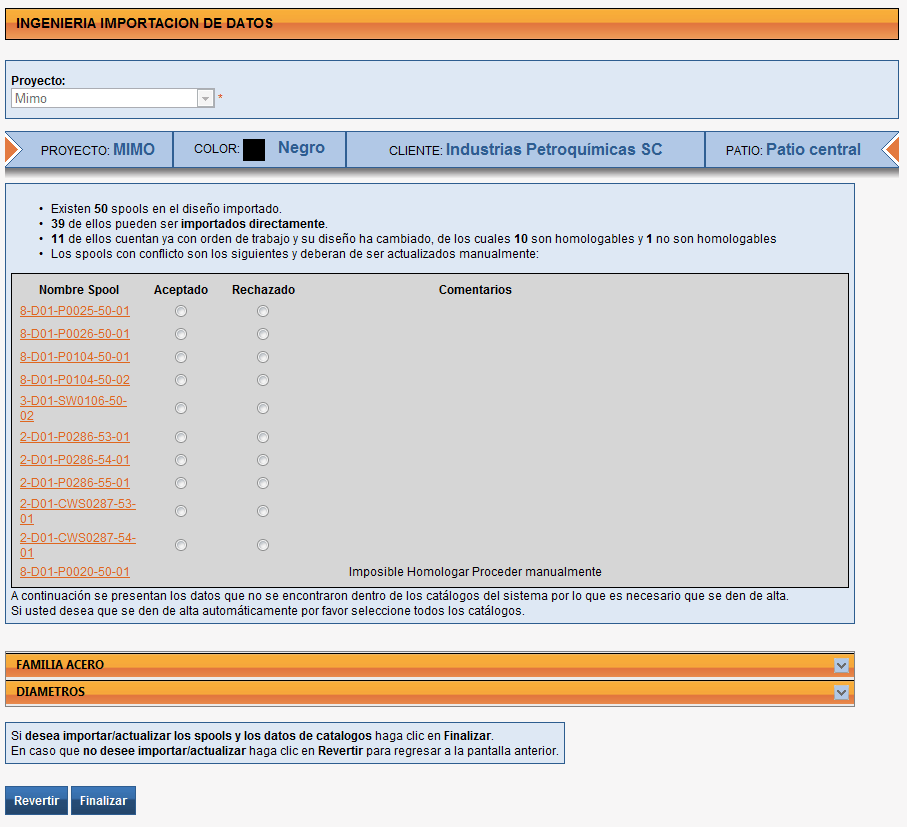 INGENIERIA IMPORTACION DE DATOS
Proyecto:
Mimo *
PROYECTO: MIMO COLOR: Negro CLIENTE: Industrias Petroquímicas SC PATIO: Patio central
• Existen 50 spools en el diseño importado.
• 39 de ellos pueden ser importados directamente.
• 11 de ellos cuentan ya con orden de trabajo y su diseño ha cambiado, de los cuales 10 son homologables y 1 no son homologables
• Los spools con conflicto son los siguientes y deberan de ser actualizados manualmente:
Nombre Spool Aceptado Rechazado Comentarios
8-D01-P0025-50-01
8-D01-P0026-50-01
8-D01-P0104-50-01
8-D01-P0104-50-02
3-D01-SW0106-50-
02
2-D01-P0286-53-01
2-D01-P0286-54-01
2-D01-P0286-55-01
2-D01-CWS0287-53-
01
2-D01-CWS0287-54-
01
8-D01-P0020-50-01 Imposible Homologar Proceder manualmente
A continuación se presentan los datos que no se encontraron dentro de los catálogos del sistema por lo que es necesario que se den de alta.
Si usted desea que se den de alta automáticamente por favor seleccione todos los catálogos.
FAMILIA ACERO
DIAMETROS
Si desea importar/actualizar los spools y los datos de catalogos haga clic en Finalizar.
En caso que no desee importar/actualizar haga clic en Revertir para regresar a la pantalla anterior.
Revertir Finalizar